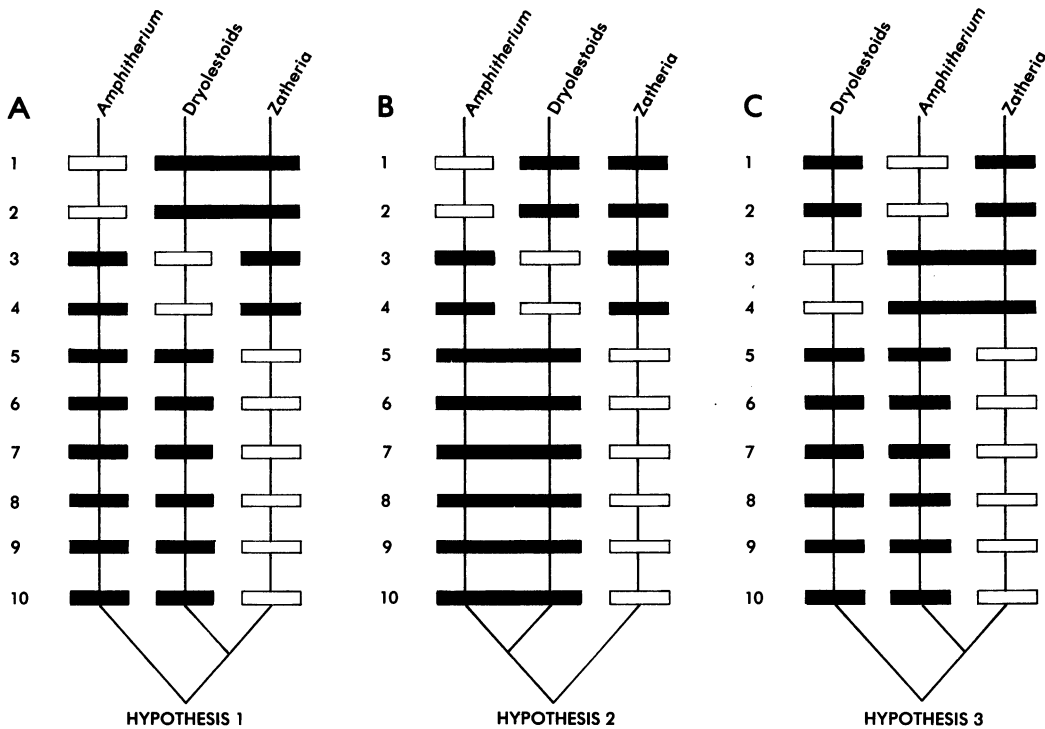 A
Amphitherium
Dryolestoids
Zatheria
1
2
3
4
5
6
7
8
9
10
HYPOTHESIS 1
B
Amphitherium
Dryolestoids
Zatheria
1
2
3
4
5
6
7
8
9
10
HYPOTHESIS 2
C
Dryolestoids
Amphitherium
Zatheria
1
2
3
4
5
6
7
8
9
10
HYPOTHESIS 3